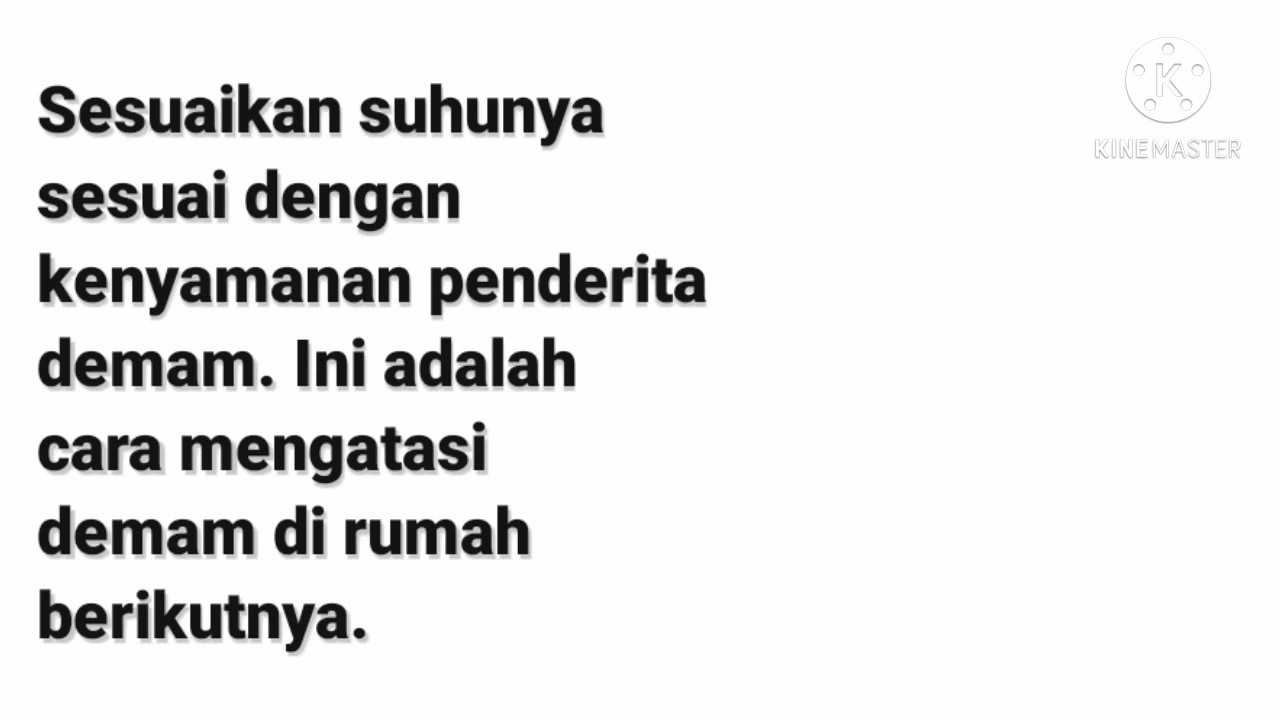 Sesuaikan suhunya
sesuai dengan
kenyamanan penderita
demam. Ini adalah
cara mengatasi
demam di rumah
berikutnya.
K
KINEMASTER